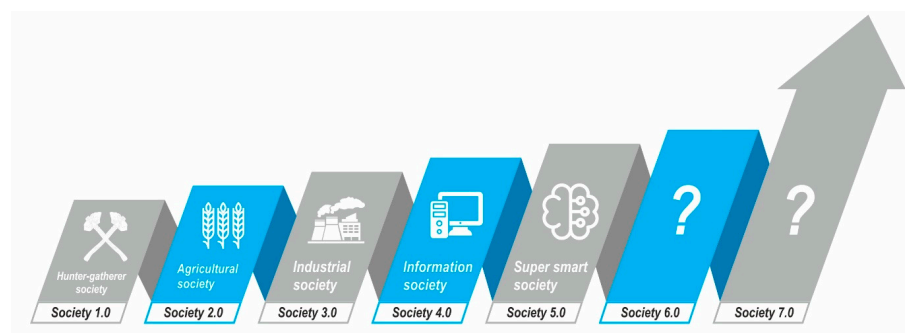 Hunter-gatherer
society
Society 1.0
Agricultural
society
Society 2.0
Industrial
society
Society 3.0
Information
society
Society 4.0
Super smart
society
Society 5.0
?
Society 6.0
?
Society 7.0